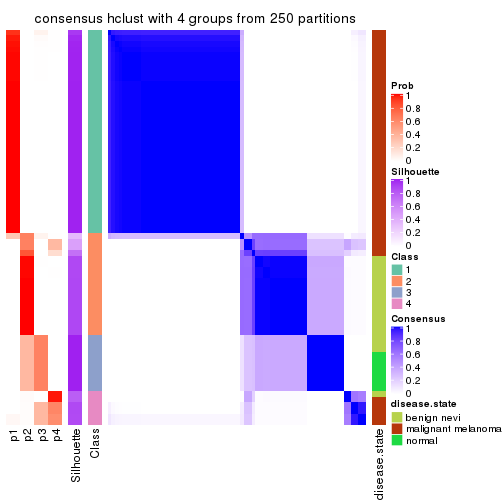 consensus hclust with 4 groups from 250 partitions
Prob
1
0.8
0.6
0.4
0.2
0
Silhouette
1
0.8
0.6
0.4
0.2
0
Class
1
2
3
4
Consensus
1
0.8
0.6
0.4
0.2
0
disease.state
benign nevi
malignant melanoma
normal
p1
p2
p3
p4
Silhouette
Class
disease.state